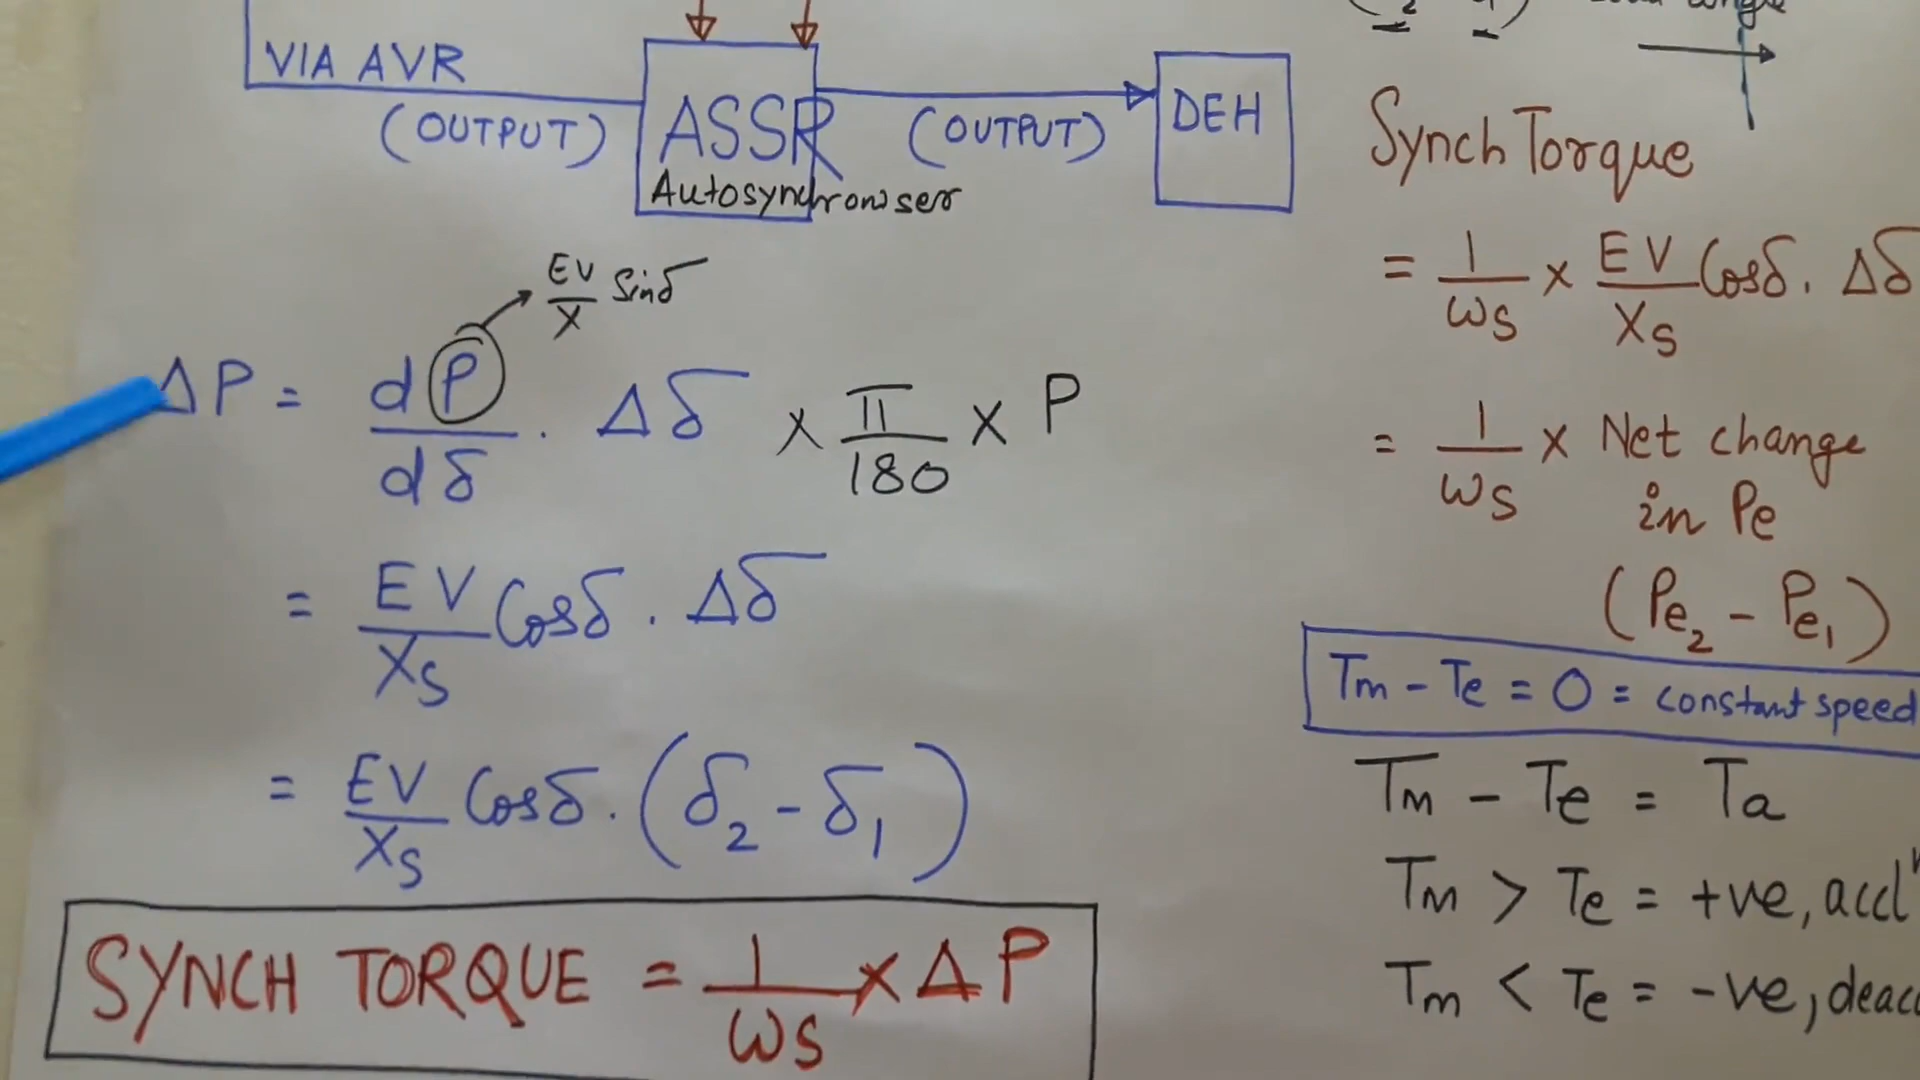 VIA AVR
(OUTPUT)
ASSR
Autosynchroniser
(OUTPUT)
DEH
EV/X Sinδ
ΔP = dP/dδ . Δδ × π/180 × P
= EV/Xs Cosδ . Δδ
= EV/Xs Cosδ . (δ2 - δ1)
SYNCH TORQUE = 1/ωs × ΔP
Synch Torque
= 1/ωs × EV/Xs Cosδ . Δδ
= 1/ωs × Net change
in Pe
(Pe2 - Pe1)
Tm - Te = 0 = constant speed
Tm - Te = Ta
Tm > Te = +ve, accln
Tm < Te = -ve, deacc